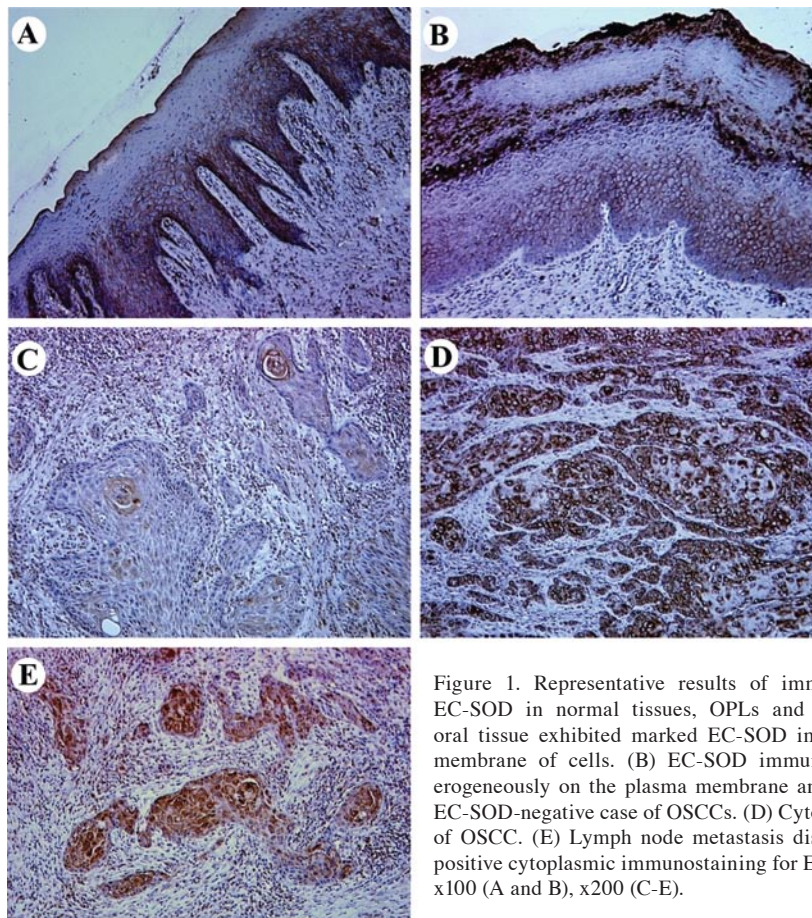 A
B
C
D
E
Figure 1. Representative results of imm
EC-SOD in normal tissues, OPLs and
oral tissue exhibited marked EC-SOD in
membrane of cells. (B) EC-SOD immu
erogeneously on the plasma membrane ar
EC-SOD-negative case of OSCCs. (D) Cyto
of OSCC. (E) Lymph node metastasis dis
positive cytoplasmic immunostaining for E
x100 (A and B), x200 (C-E).